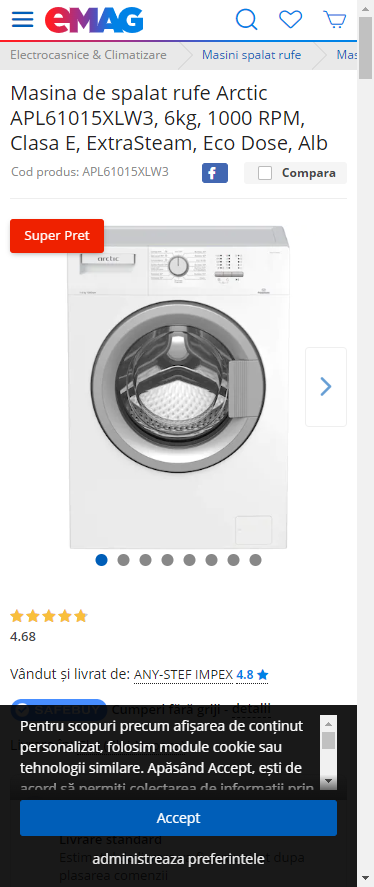 eMAG
Electrocasnice & Climatizare
Masini spalat rufe
Mas
Masina de spalat rufe Arctic
APL61015XLW3, 6kg, 1000 RPM,
Clasa E, ExtraSteam, Eco Dose, Alb
Cod produs: APL61015XLW3
Compara
Super Pret
arctic
4.68
Vândut și livrat de: ANY-STEF IMPEX 4.8
Cumperi fără griji - detalii
Pentru scopuri precum afișarea de conținut
personalizat, folosim module cookie sau
tehnologii similare. Apăsând Accept, ești de
acord să permiți colectarea de informații prin
Accept
Livrare standard
administreaza preferintele
plasarea comenzii